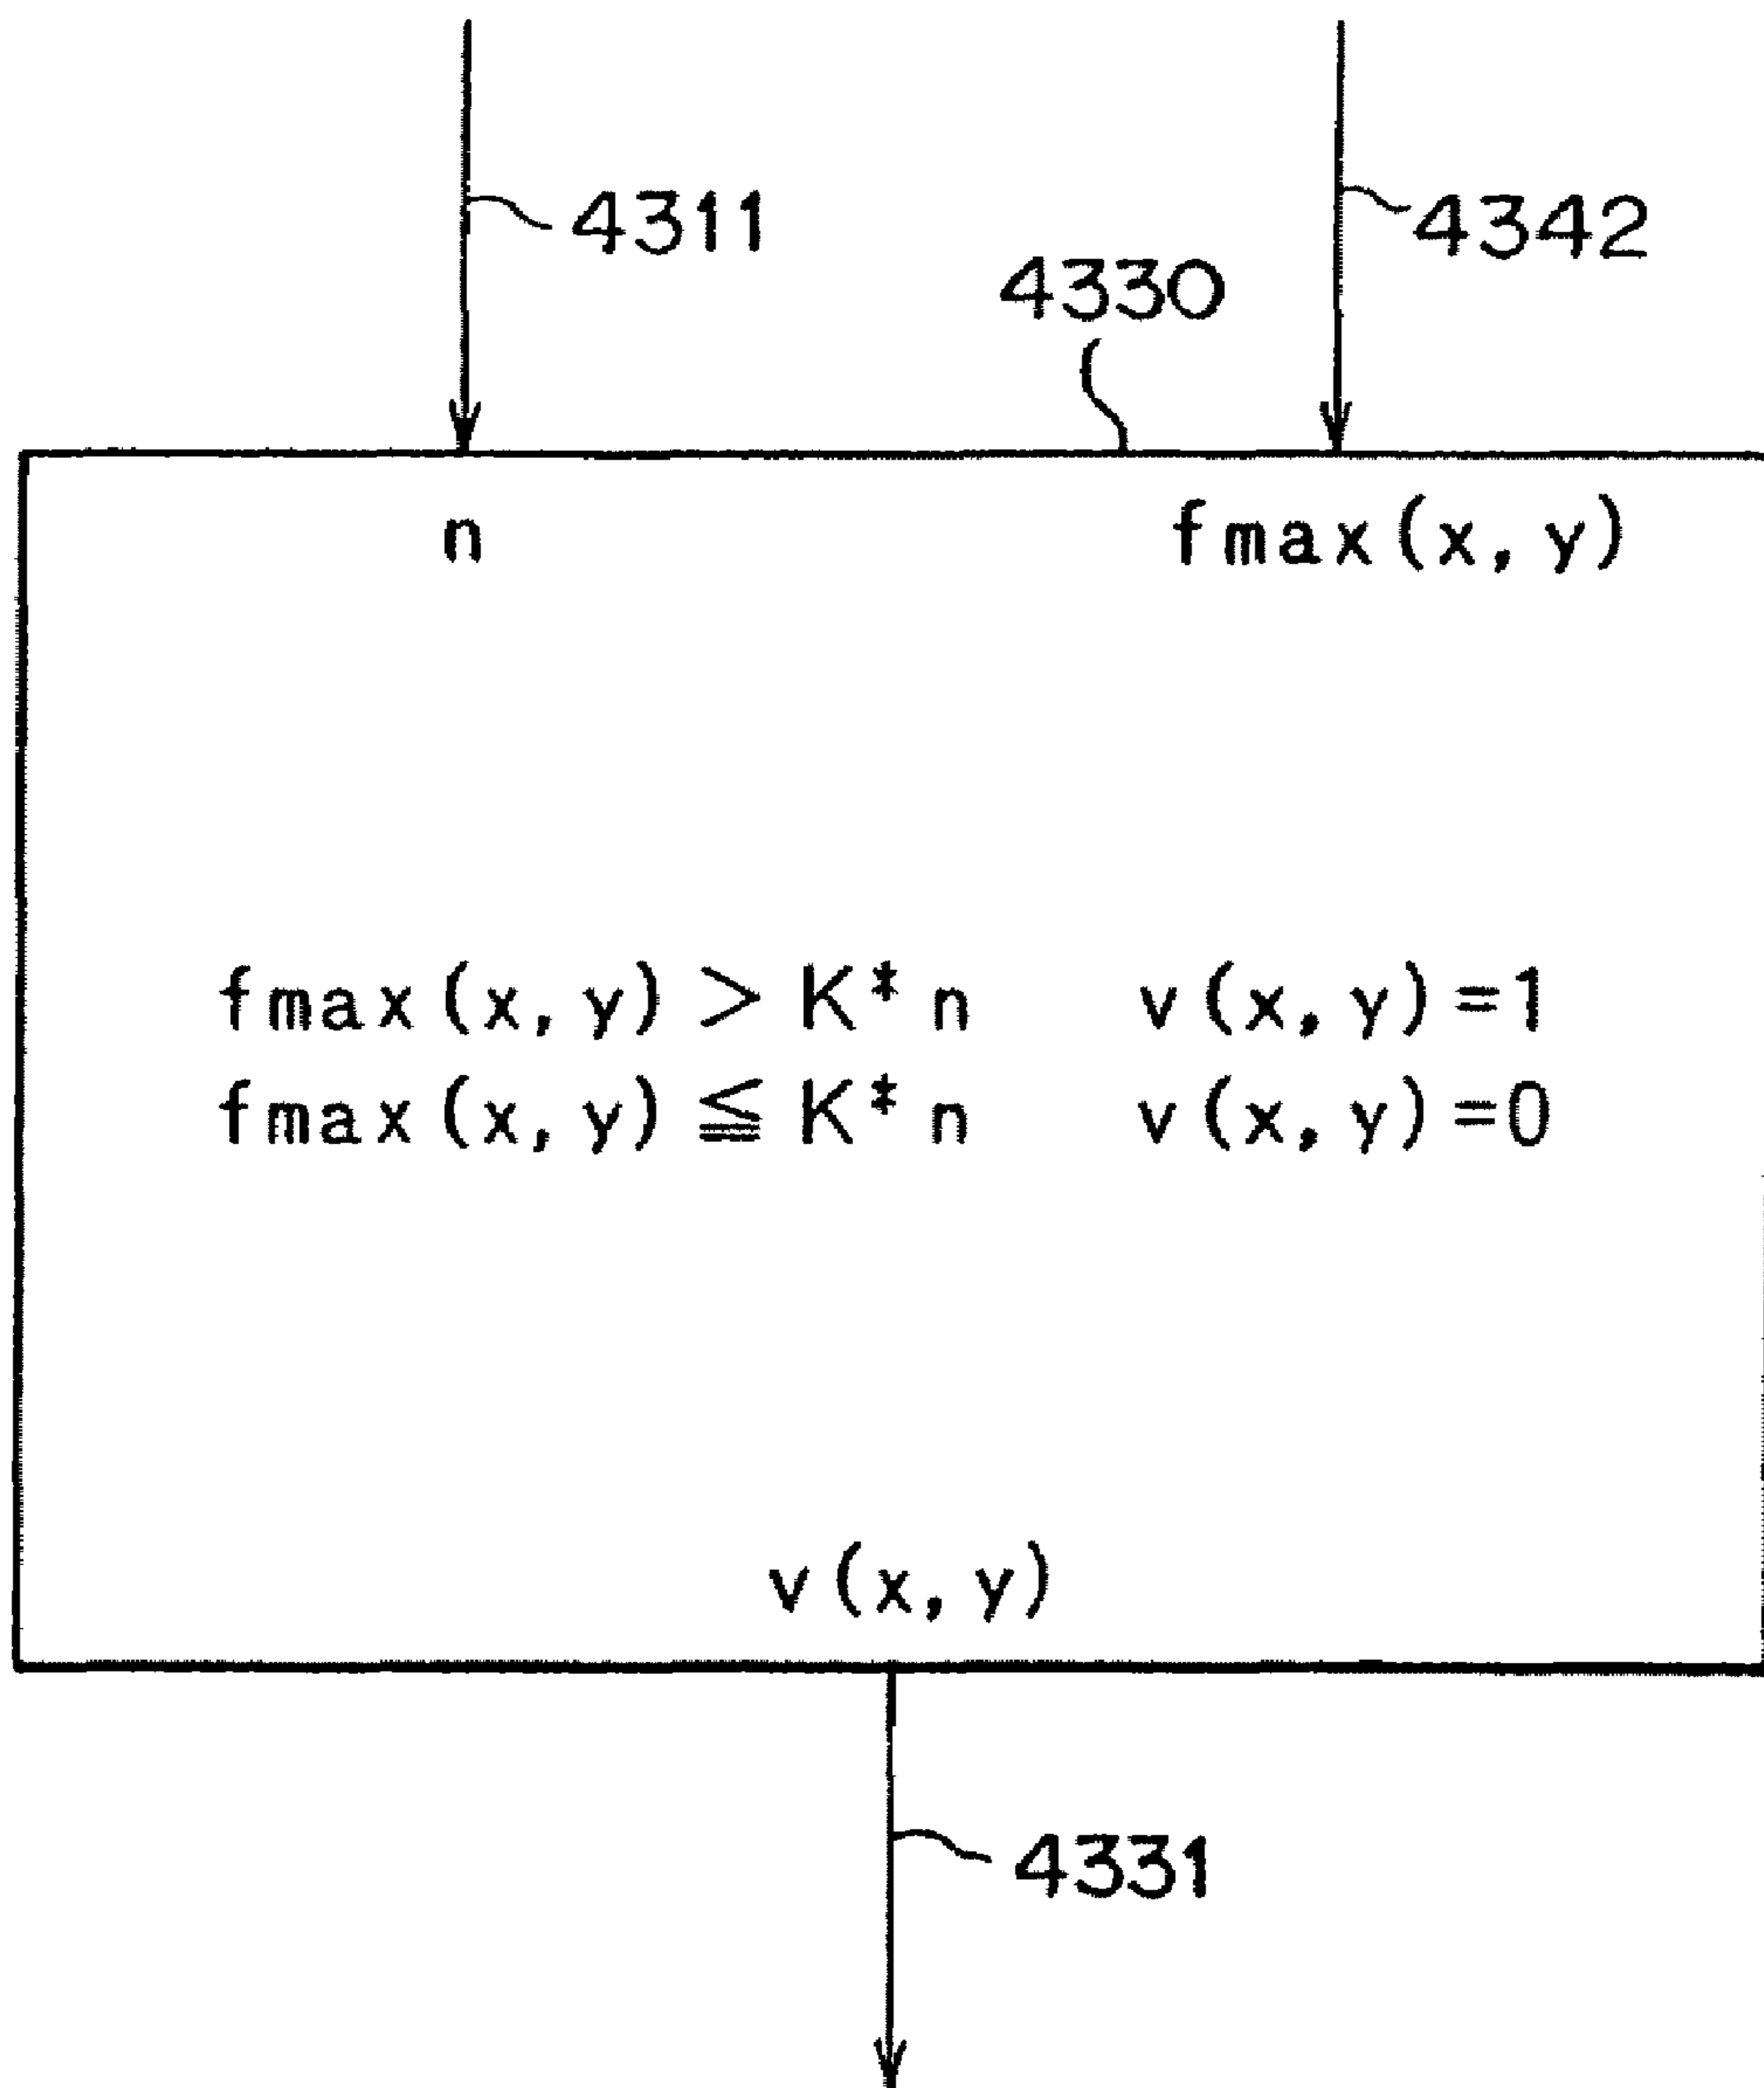 4311
4342
4330
n
fmax(x, y)
fmax(x, y) > K* n v(x, y)=1
fmax(x, y) ≦ K* n v(x, y)=0
v(x, y)
4331